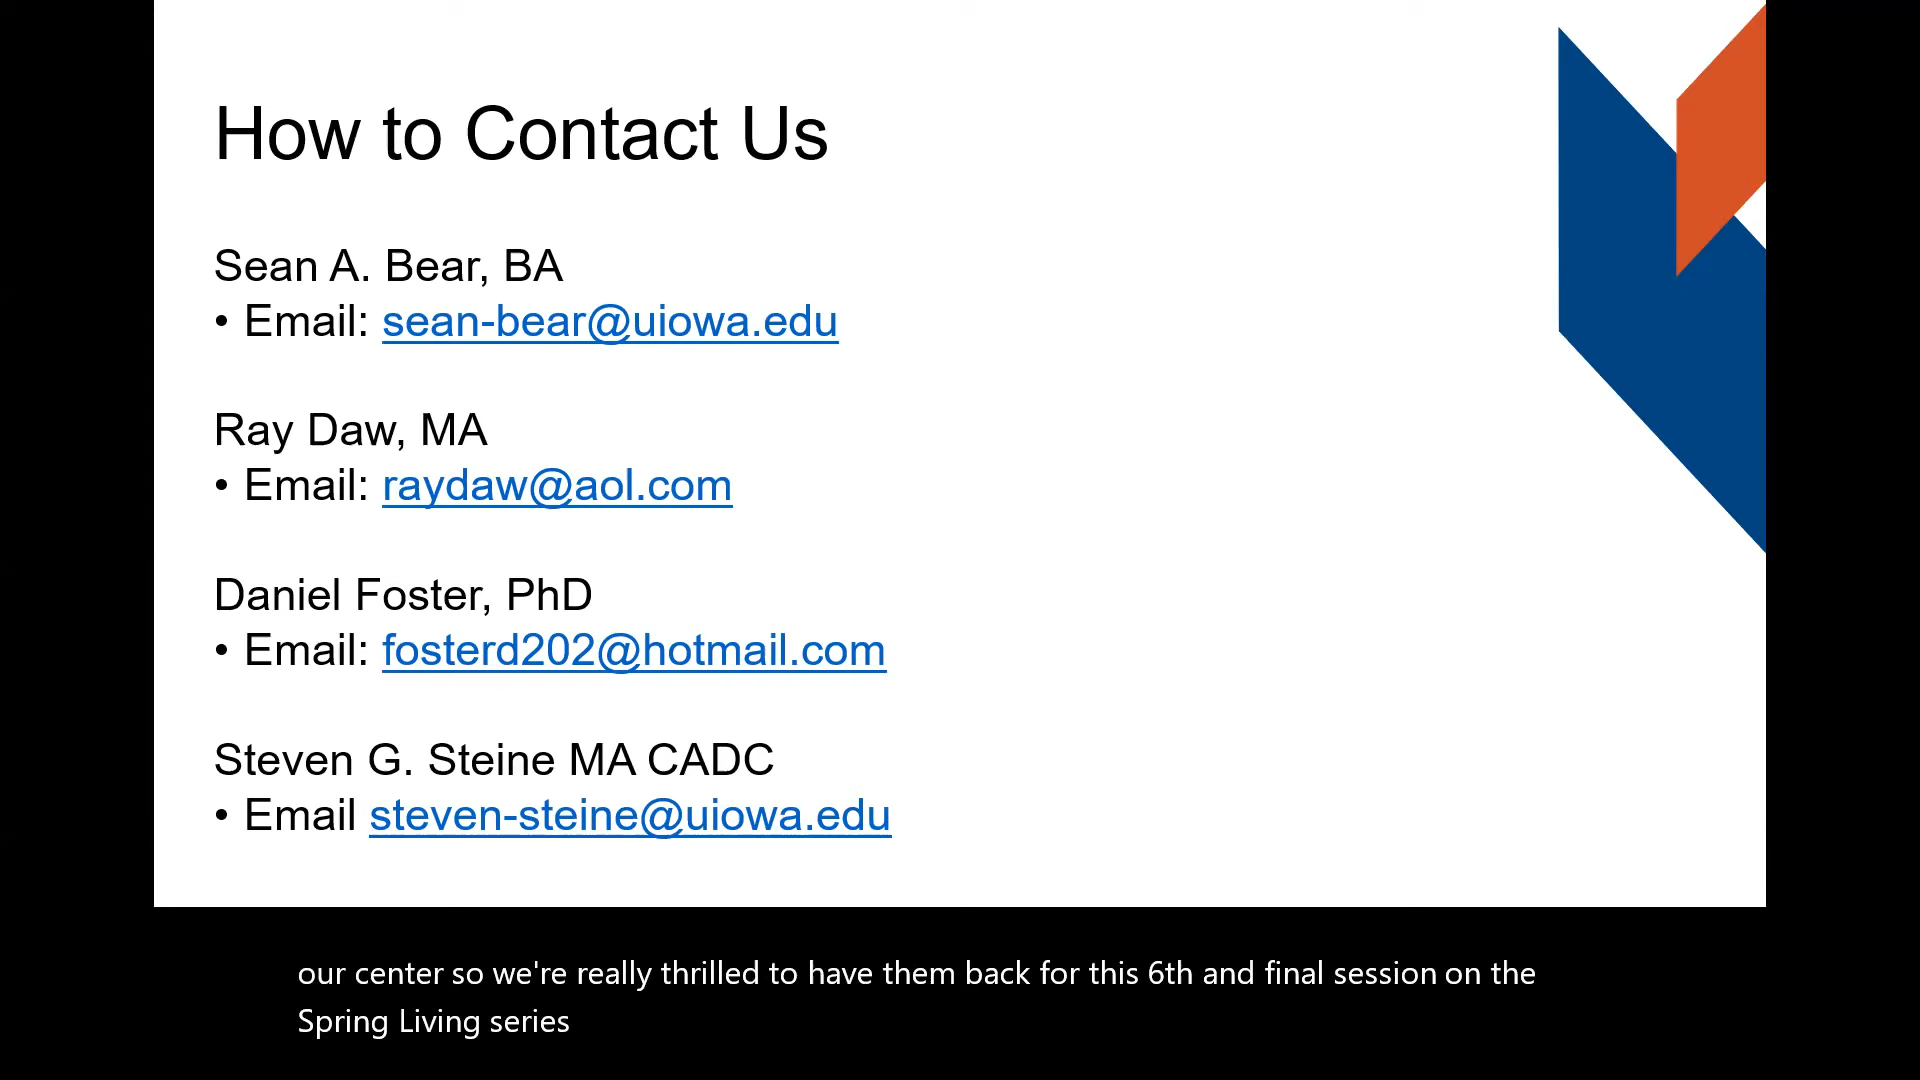 How to Contact Us
Sean A. Bear, BA
• Email: sean-bear@uiowa.edu
Ray Daw, MA
• Email: raydaw@aol.com
Daniel Foster, PhD
• Email: fosterd202@hotmail.com
Steven G. Steine MA CADC
• Email steven-steine@uiowa.edu
our center so we're really thrilled to have them back for this 6th and final session on the
Spring Living series